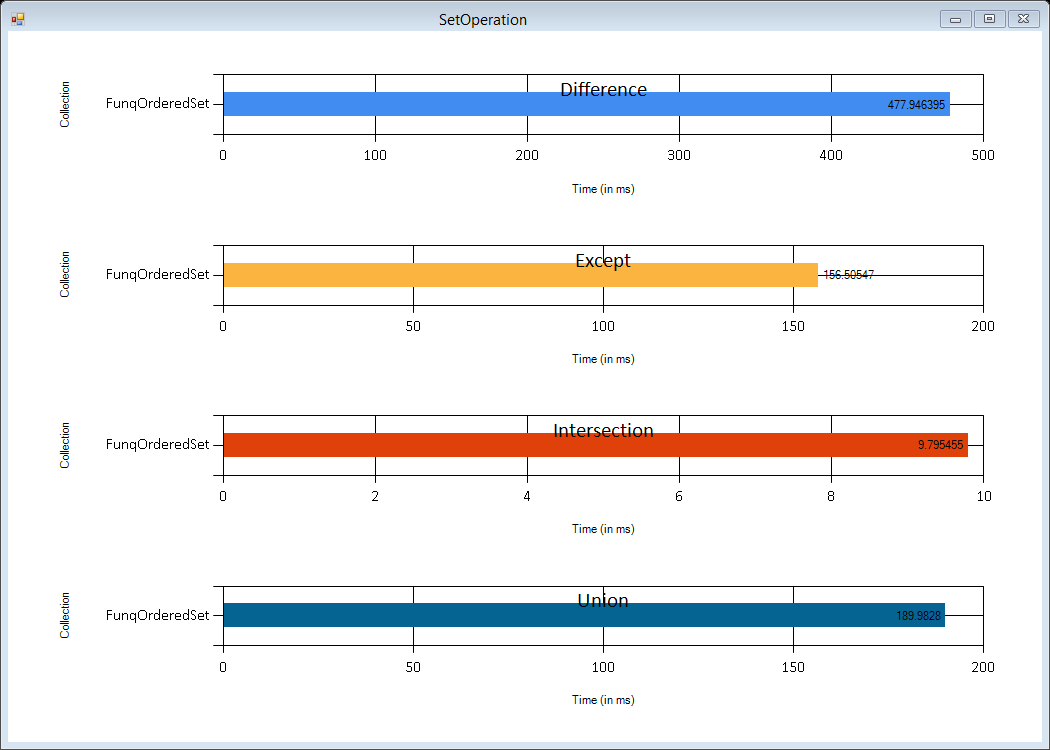 SetOperation
Difference
Collection
FunqOrderedSet
477.946395
0 100 200 300 400 500
Time (in ms)
Except
Collection
FunqOrderedSet
156.50547
0 50 100 150 200
Time (in ms)
Intersection
Collection
FunqOrderedSet
9.795455
0 2 4 6 8 10
Time (in ms)
Union
Collection
FunqOrderedSet
189.9828
0 50 100 150 200
Time (in ms)